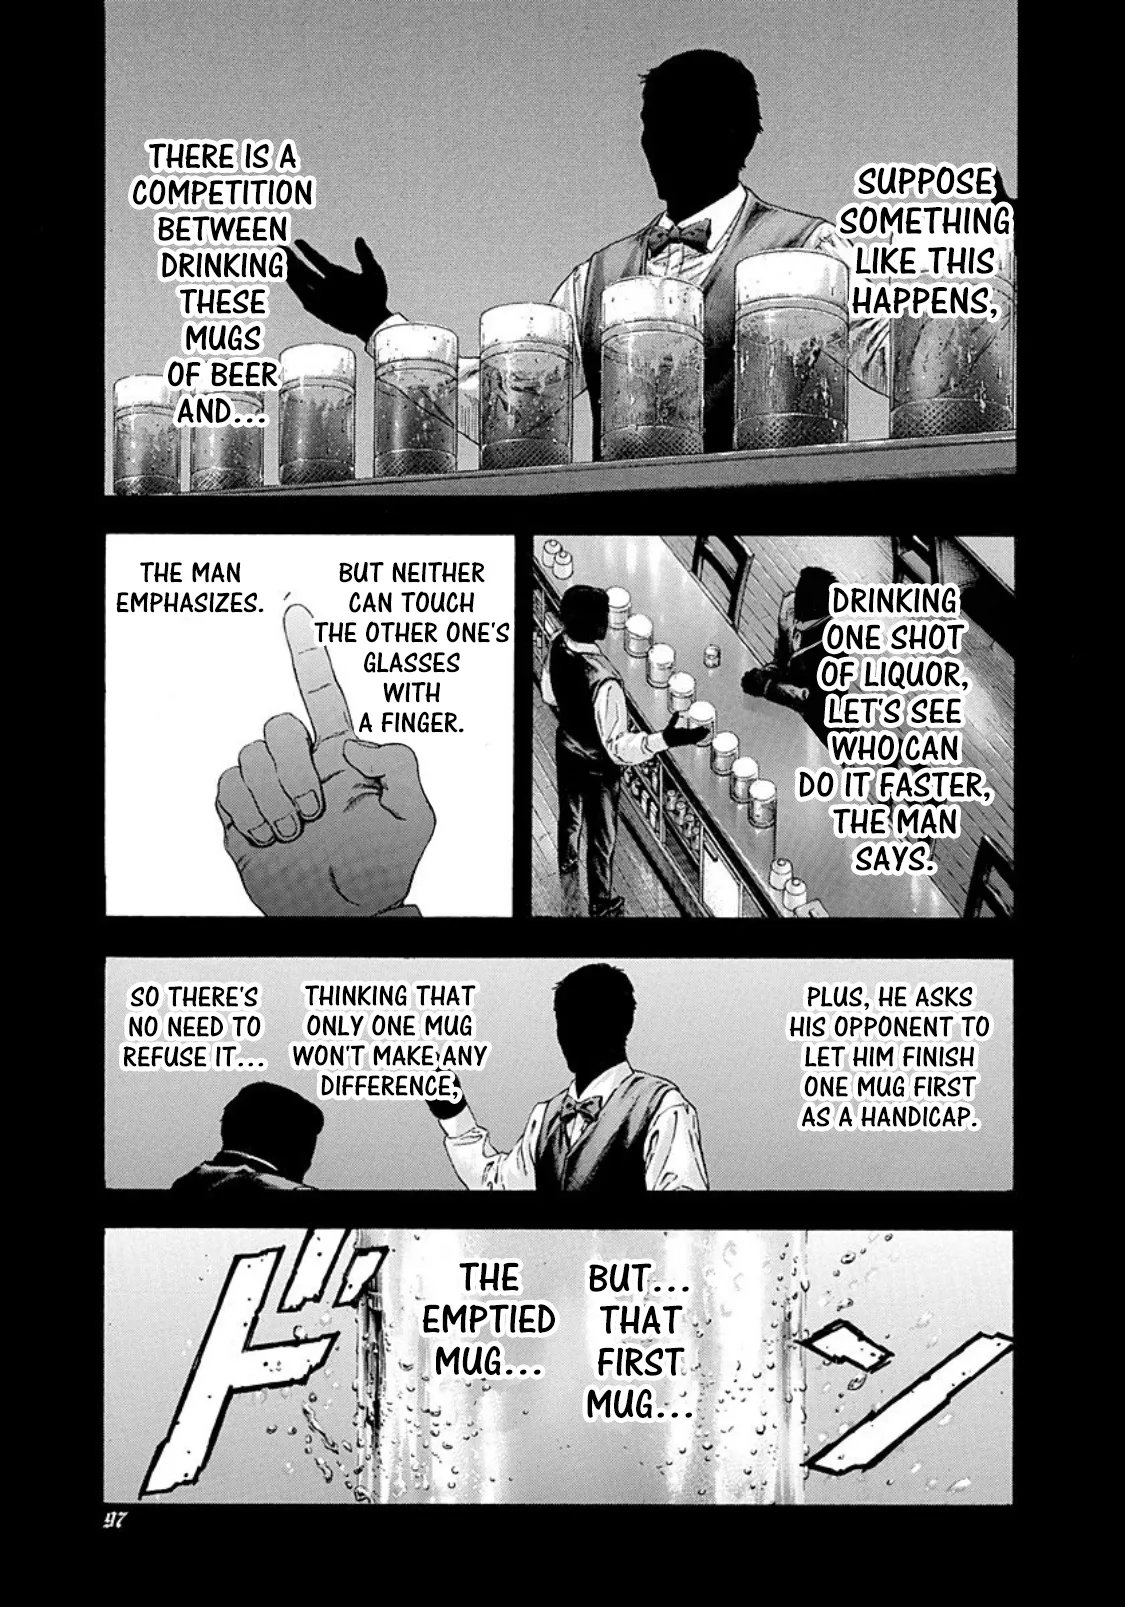 SUPPOSE
SOMETHING
LIKE THIS
HAPPENS,
THERE IS A
COMPETITION
BETWEEN
DRINKING
THESE
MUGS
OF BEER
AND...
DRINKING
ONE SHOT
OF LIQUOR,
LET'S SEE
WHO CAN
DO IT FASTER,
THE MAN
SAYS.
BUT NEITHER
CAN TOUCH
THE OTHER ONE'S
GLASSES
WITH
A FINGER.
THE MAN
EMPHASIZES.
PLUS, HE ASKS
HIS OPPONENT TO
LET HIM FINISH
ONE MUG FIRST
AS A HANDICAP.
THINKING THAT
ONLY ONE MUG
WON'T MAKE ANY
DIFFERENCE,
SO THERE'S
NO NEED TO
REFUSE IT...
BUT...
THAT
FIRST
MUG...
THE
EMPTIED
MUG...
ドン
97